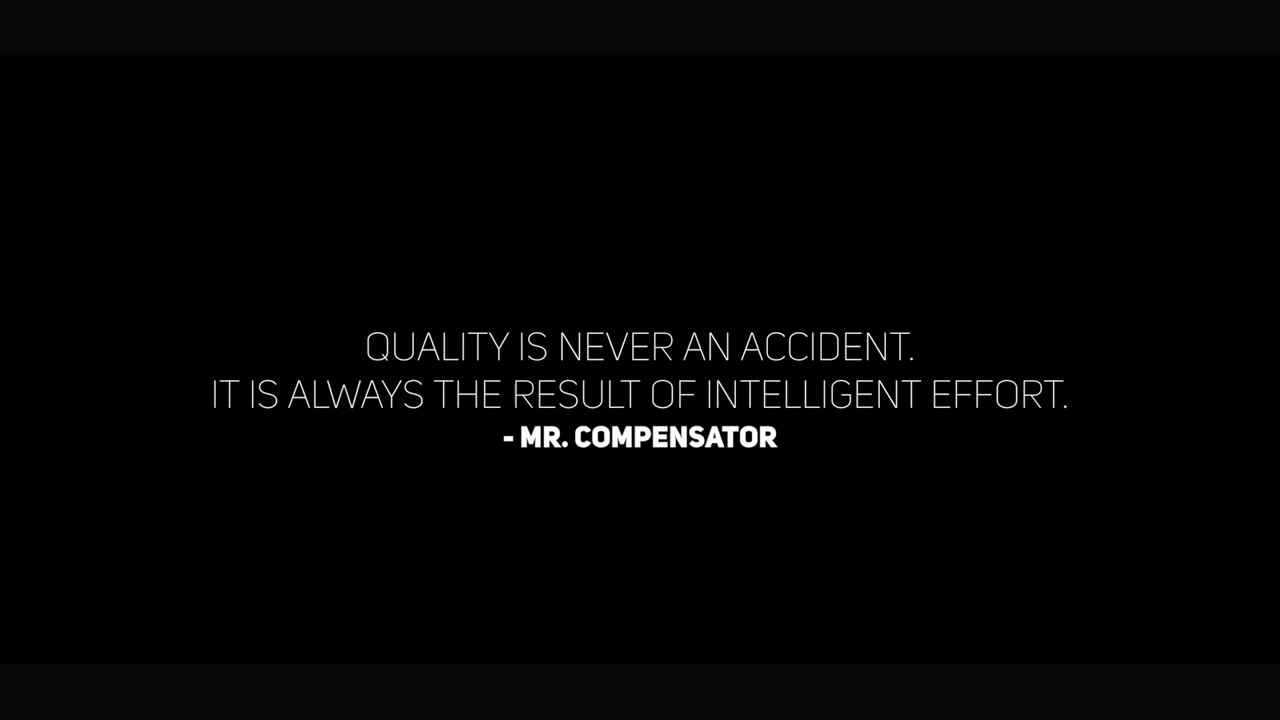 QUALITY IS NEVER AN ACCIDENT.
IT IS ALWAYS THE RESULT OF INTELLIGENT EFFORT.
- MR. COMPENSATOR